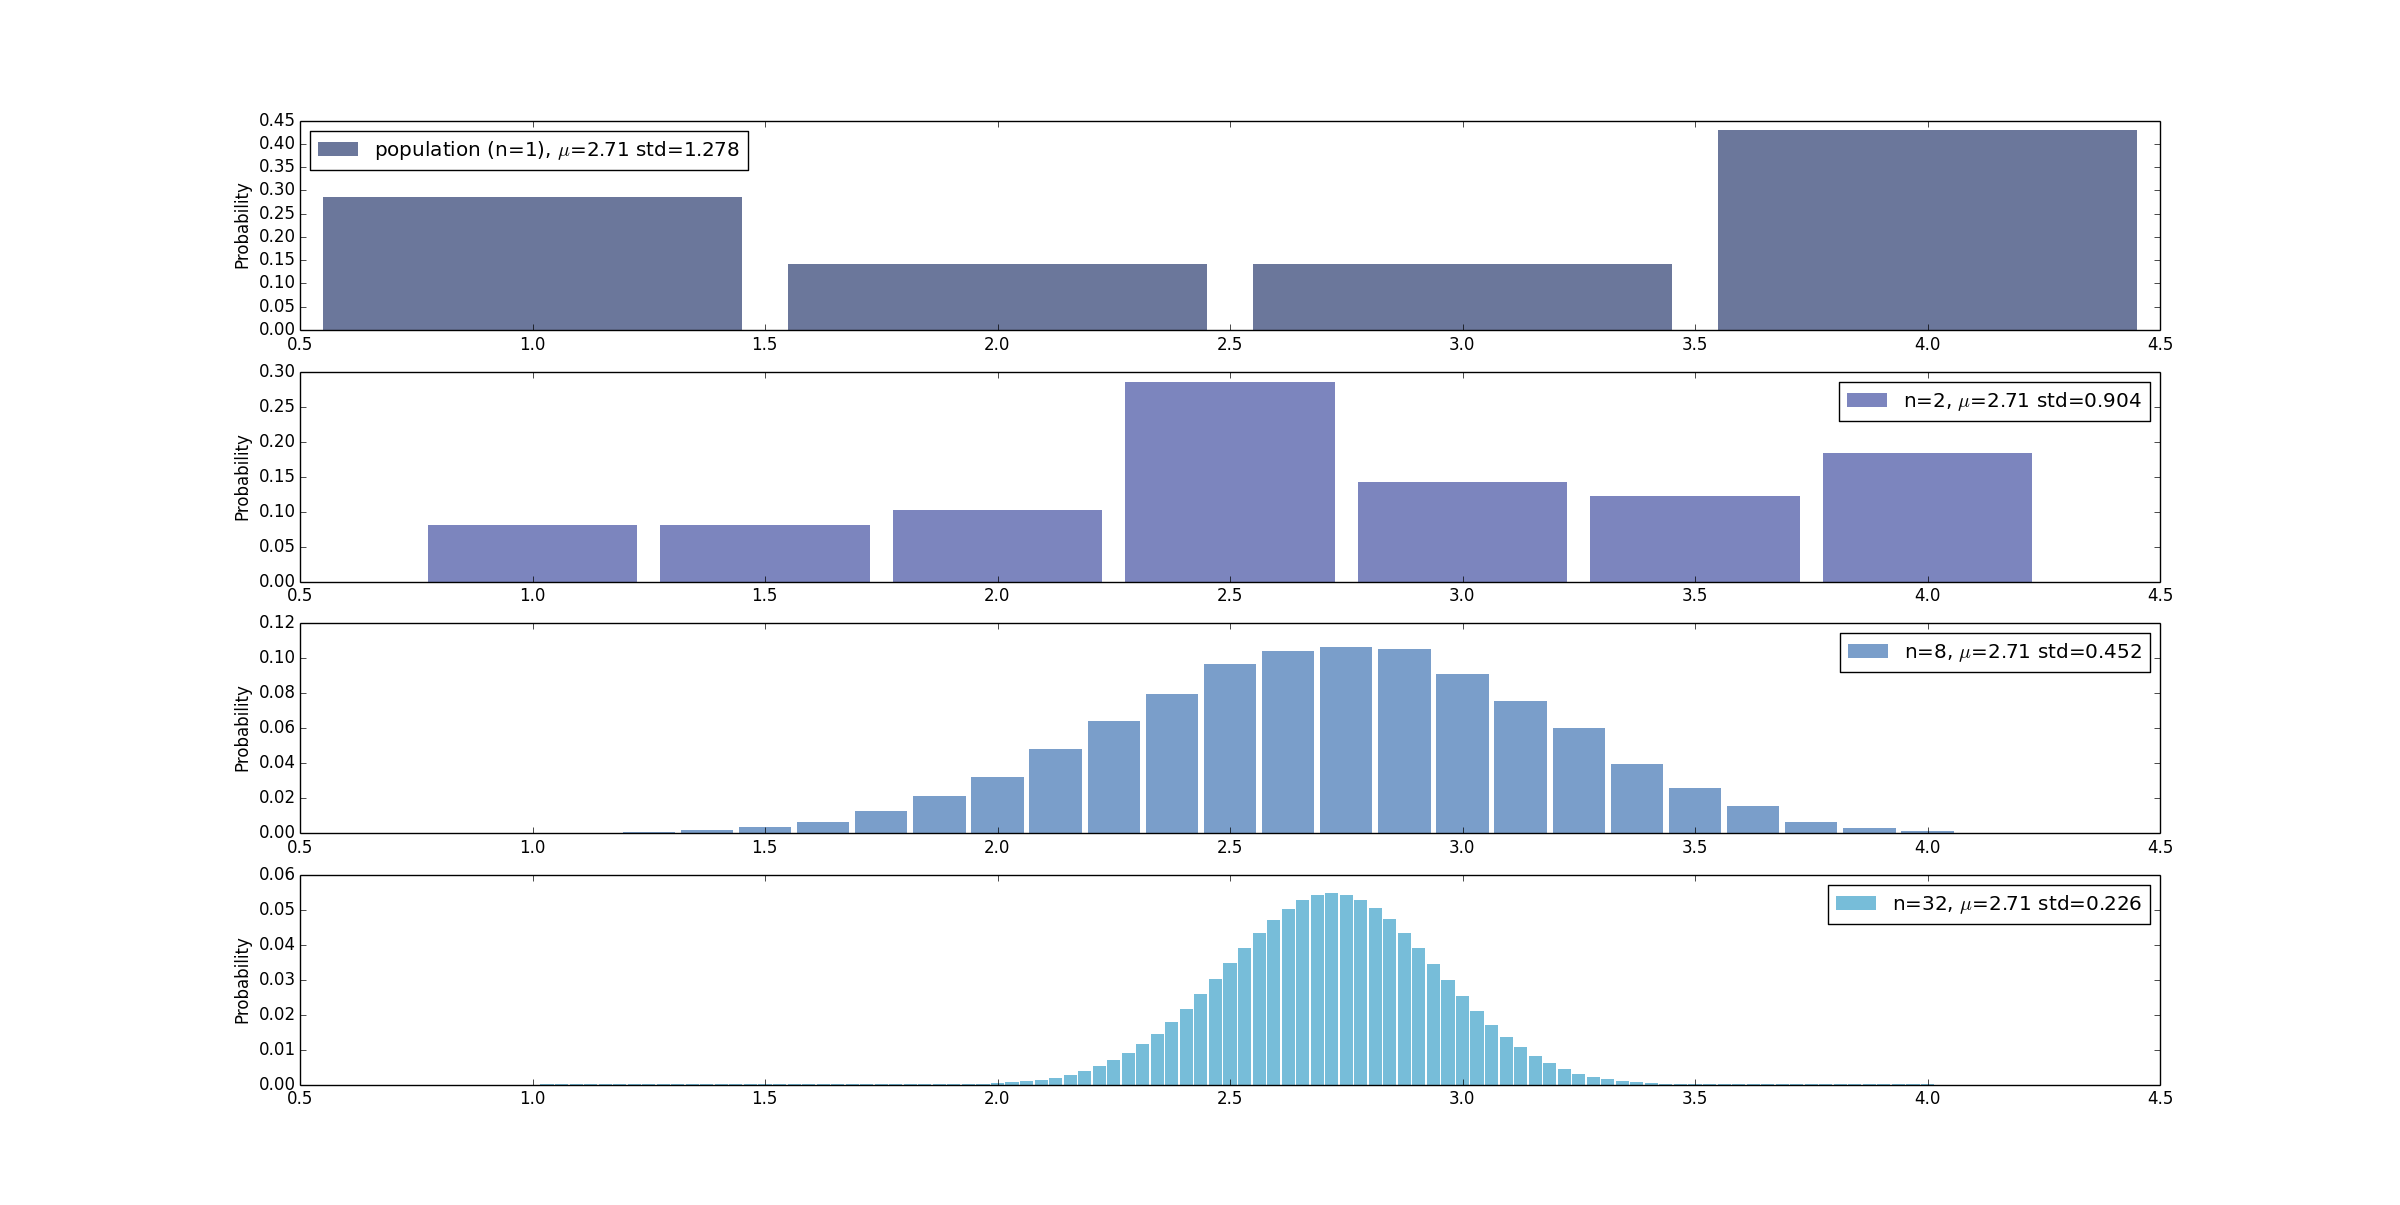 0.45
0.40
0.35
0.30
0.25
0.20
0.15
0.10
0.05
0.00
Probability
population (n=1), μ=2.71 std=1.278
0.5 1.0 1.5 2.0 2.5 3.0 3.5 4.0 4.5
0.30
0.25
0.20
0.15
0.10
0.05
0.00
Probability
n=2, μ=2.71 std=0.904
0.5 1.0 1.5 2.0 2.5 3.0 3.5 4.0 4.5
0.12
0.10
0.08
0.06
0.04
0.02
0.00
Probability
n=8, μ=2.71 std=0.452
0.5 1.0 1.5 2.0 2.5 3.0 3.5 4.0 4.5
0.06
0.05
0.04
0.03
0.02
0.01
0.00
Probability
n=32, μ=2.71 std=0.226
0.5 1.0 1.5 2.0 2.5 3.0 3.5 4.0 4.5